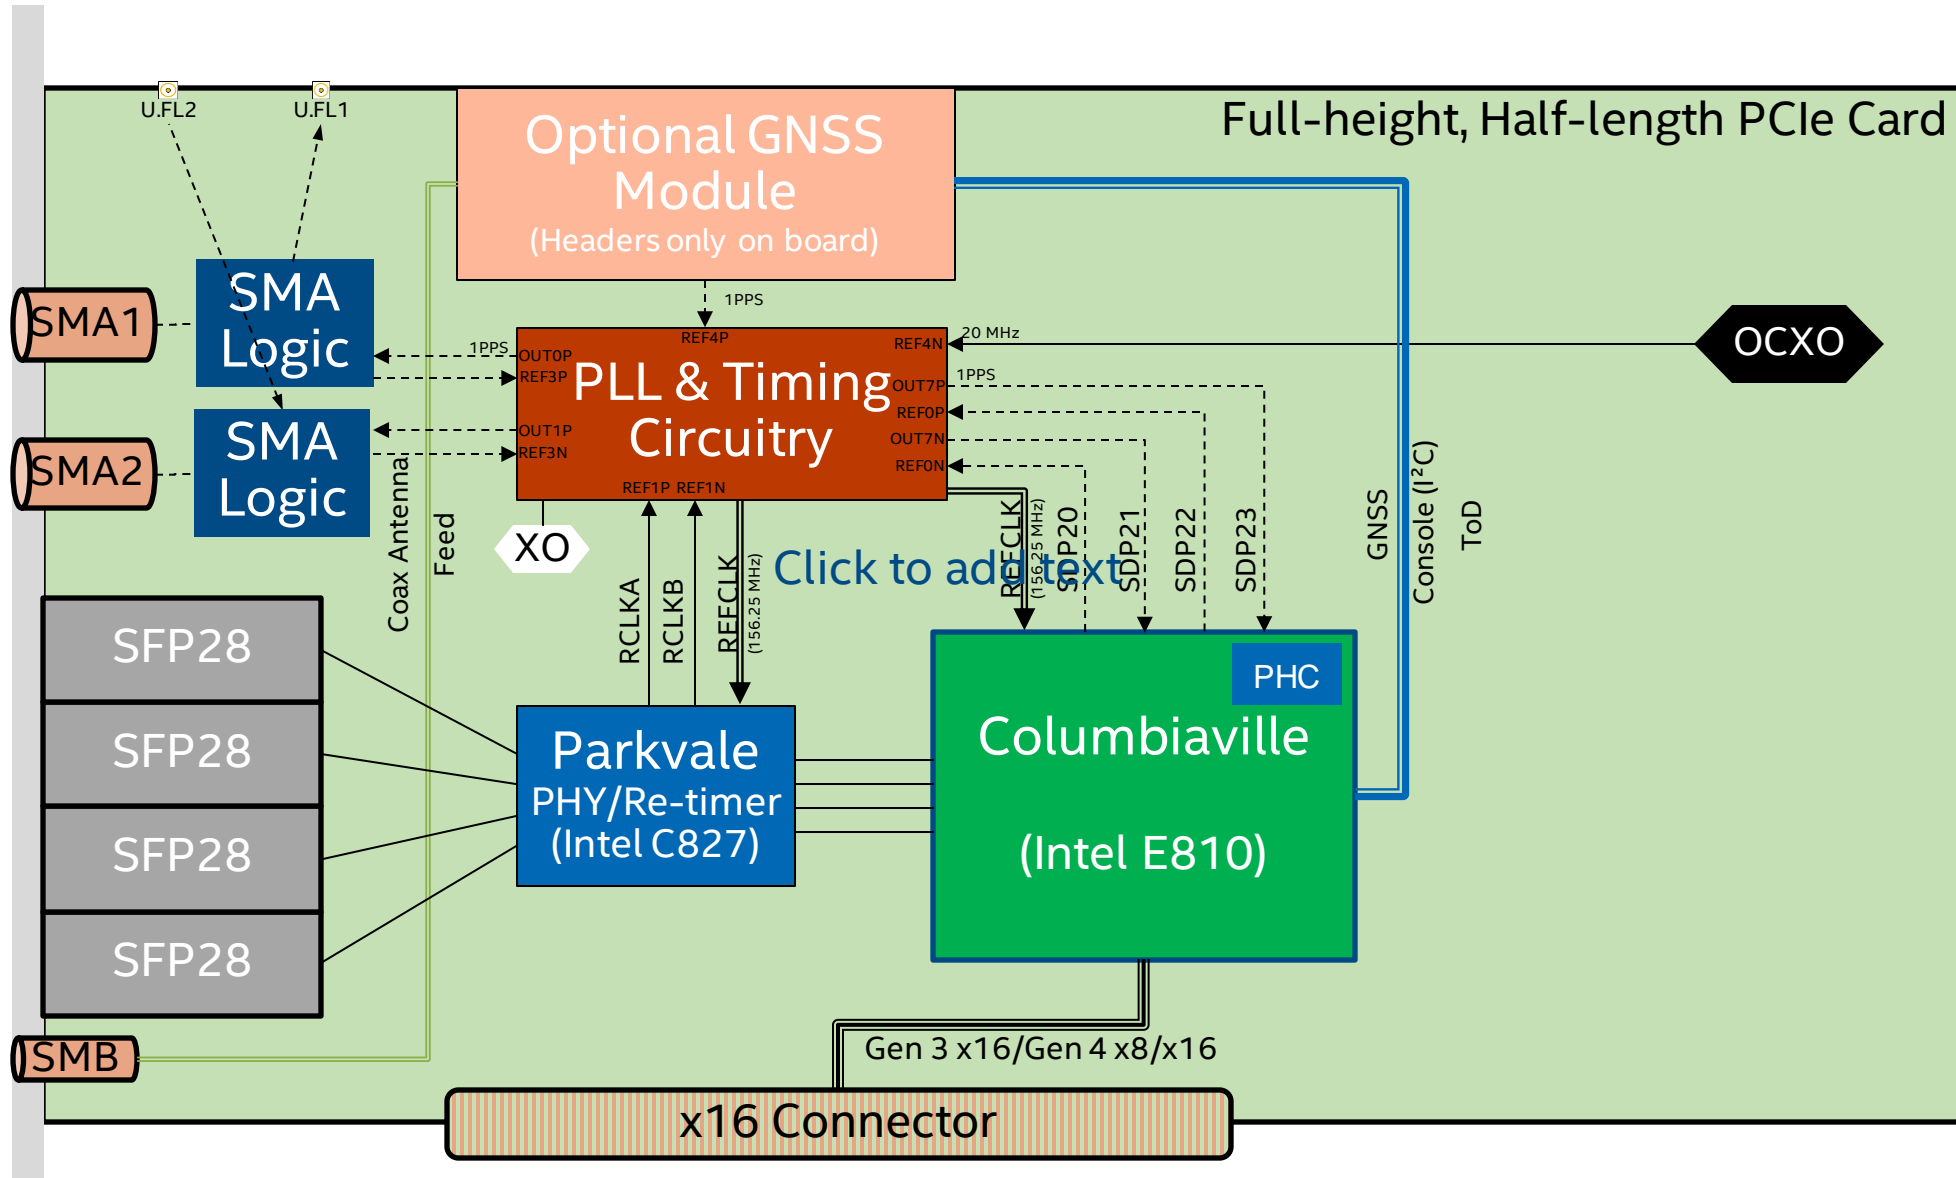 Full-height, Half-length PCIe Card
U.FL2
U.FL1
Optional GNSS
Module
(Headers only on board)
1PPS
SMA1
SMA
Logic
SMA2
SMA
Logic
1PPS
OUT0P
REF3P
OUT1P
REF3N
REF4P
PLL & Timing
Circuitry
REF4N
OUT7P
REF0P
OUT7N
REF0N
REF1P
REF1N
20 MHz
1PPS
OCXO
XO
Coax Antenna
Feed
RCLKA
RCLKB
REFCLK
(156.25 MHz)
Click to add text
REFCLK
(156.25 MHz)
SDP20
SDP21
SDP22
SDP23
GNSS
Console (I²C)
ToD
SFP28
SFP28
SFP28
SFP28
Parkvale
PHY/Re-timer
(Intel C827)
PHC
Columbiaville
(Intel E810)
SMB
Gen 3 x16/Gen 4 x8/x16
x16 Connector